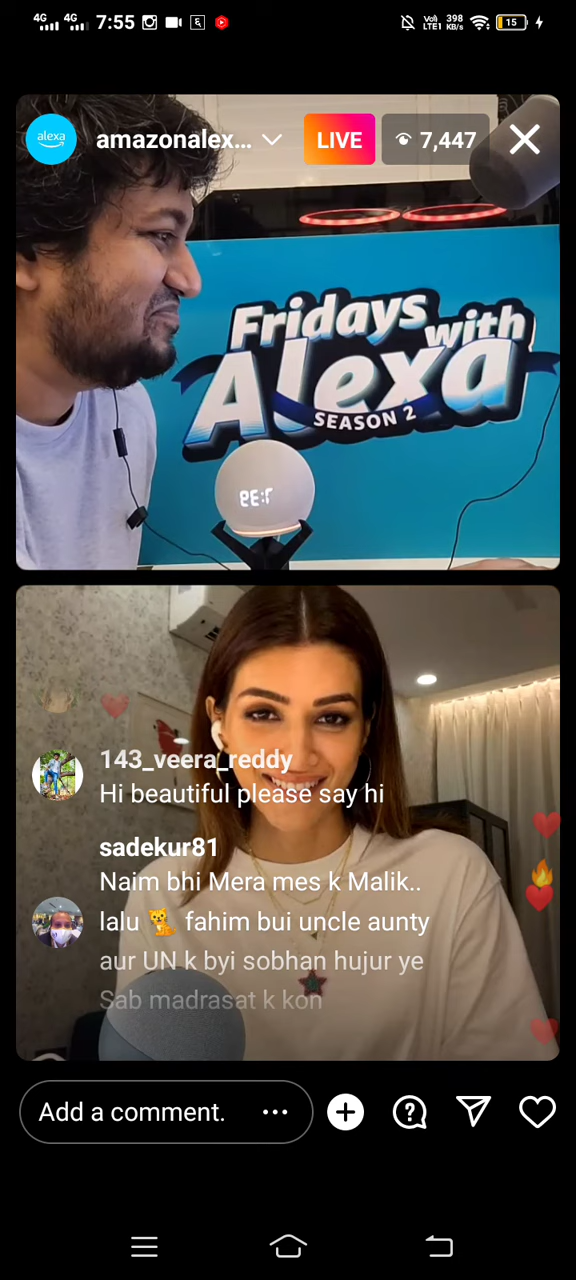 4G 4G 7:55 VoLTE1 398 KB/s 15
alexa amazonalex... LIVE 7,447
Fridays
with
Alexa
SEASON 2
143_veera_reddy
Hi beautiful please say hi
sadekur81
Naim bhi Mera mes k Malik..
lalu 🐈 fahim bui uncle aunty
aur UN k byi sobhan hujur ye
Sab madrasat k kon
Add a comment.